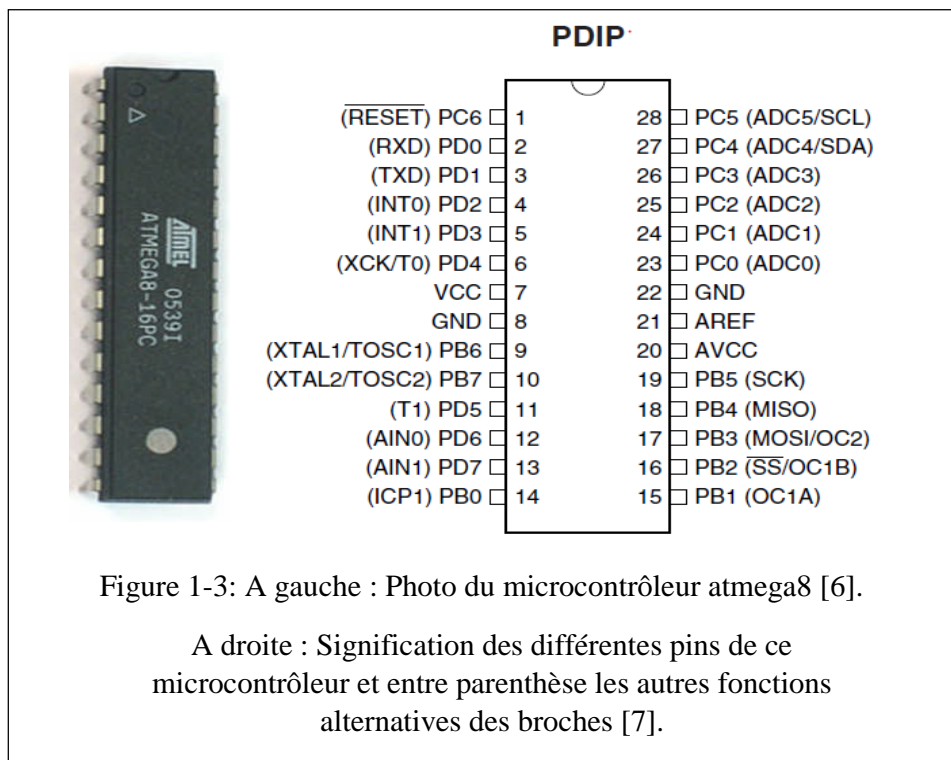 PDIP
ATMEL 0539I
ATMEGA8-16PC
(RESET) PC6 1 28 PC5 (ADC5/SCL)
(RXD) PD0 2 27 PC4 (ADC4/SDA)
(TXD) PD1 3 26 PC3 (ADC3)
(INT0) PD2 4 25 PC2 (ADC2)
(INT1) PD3 5 24 PC1 (ADC1)
(XCK/T0) PD4 6 23 PC0 (ADC0)
VCC 7 22 GND
GND 8 21 AREF
(XTAL1/TOSC1) PB6 9 20 AVCC
(XTAL2/TOSC2) PB7 10 19 PB5 (SCK)
(T1) PD5 11 18 PB4 (MISO)
(AIN0) PD6 12 17 PB3 (MOSI/OC2)
(AIN1) PD7 13 16 PB2 (SS/OC1B)
(ICP1) PB0 14 15 PB1 (OC1A)
Figure 1-3: A gauche : Photo du microcontrôleur atmega8 [6].
A droite : Signification des différentes pins de ce
microcontrôleur et entre parenthèse les autres fonctions
alternatives des broches [7].